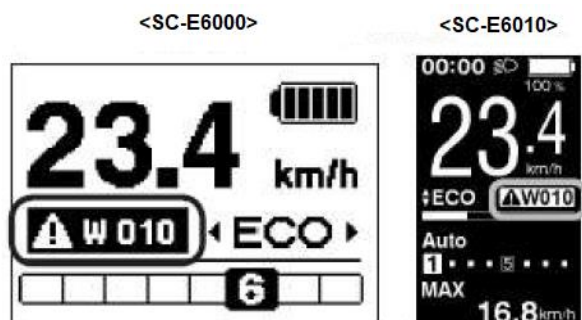 <SC-E6000>
23.4 km/h
W 010 ECO
6
<SC-E6010>
00:00
100 %
23.4 km/h
ECO W010
Auto
1 5
MAX
16.8km/h